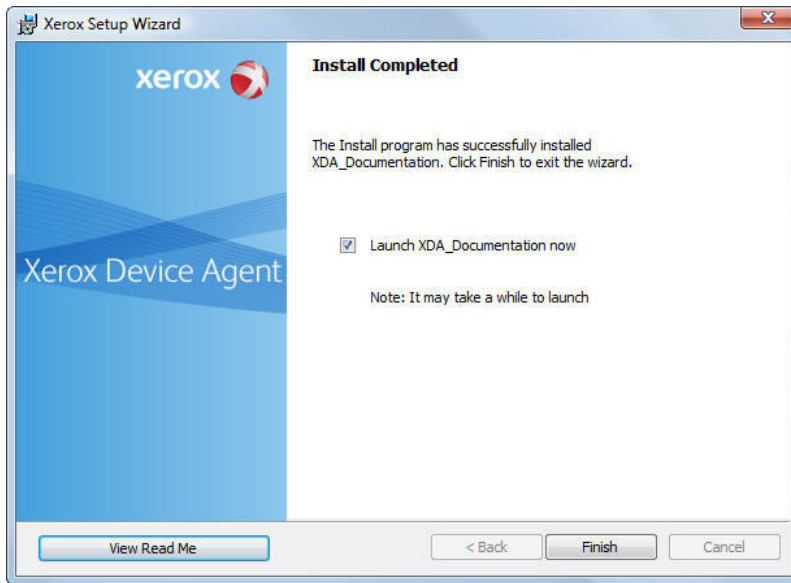 Xerox Setup Wizard
xerox
Xerox Device Agent
Install Completed
The Install program has successfully installed
XDA_Documentation. Click Finish to exit the wizard.
Launch XDA_Documentation now
Note: It may take a while to launch
View Read Me
< Back
Finish
Cancel